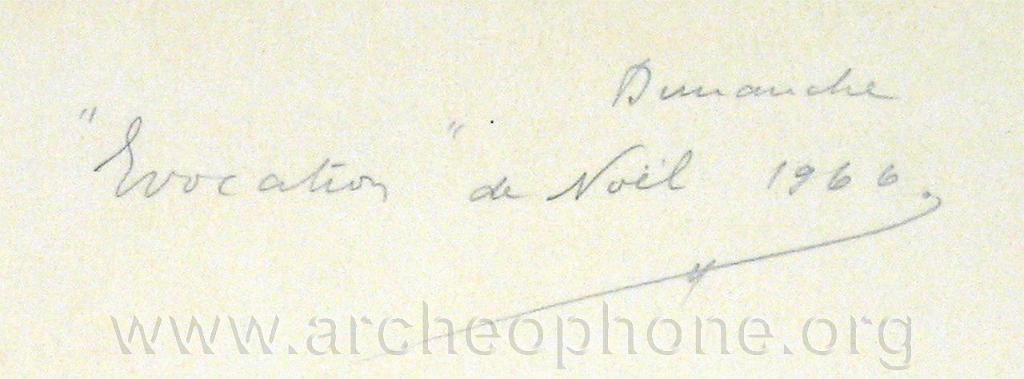 Dimanche
"Evocation" de Noël 1966.
www.archeophone.org